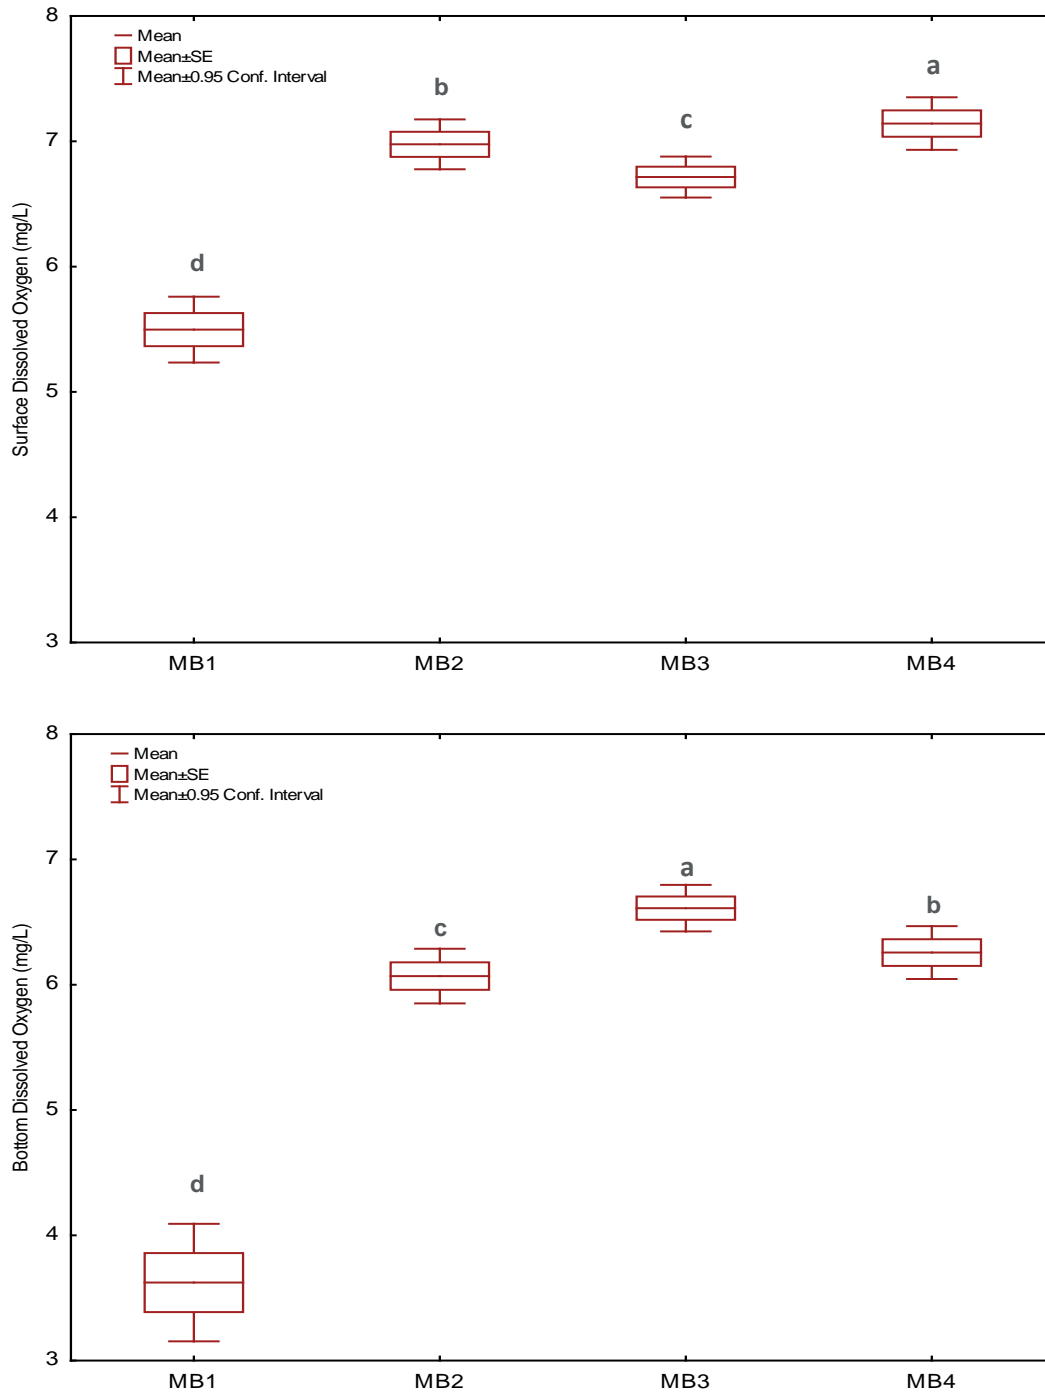 8
Mean
Mean±SE
Mean±0.95 Conf. Interval
a
b
c
7
d
6
5
4
3
Surface Dissolved Oxygen (mg/L)
MB1 MB2 MB3 MB4
8
Mean
Mean±SE
Mean±0.95 Conf. Interval
7
a
b
c
6
5
d
4
3
Bottom Dissolved Oxygen (mg/L)
MB1 MB2 MB3 MB4